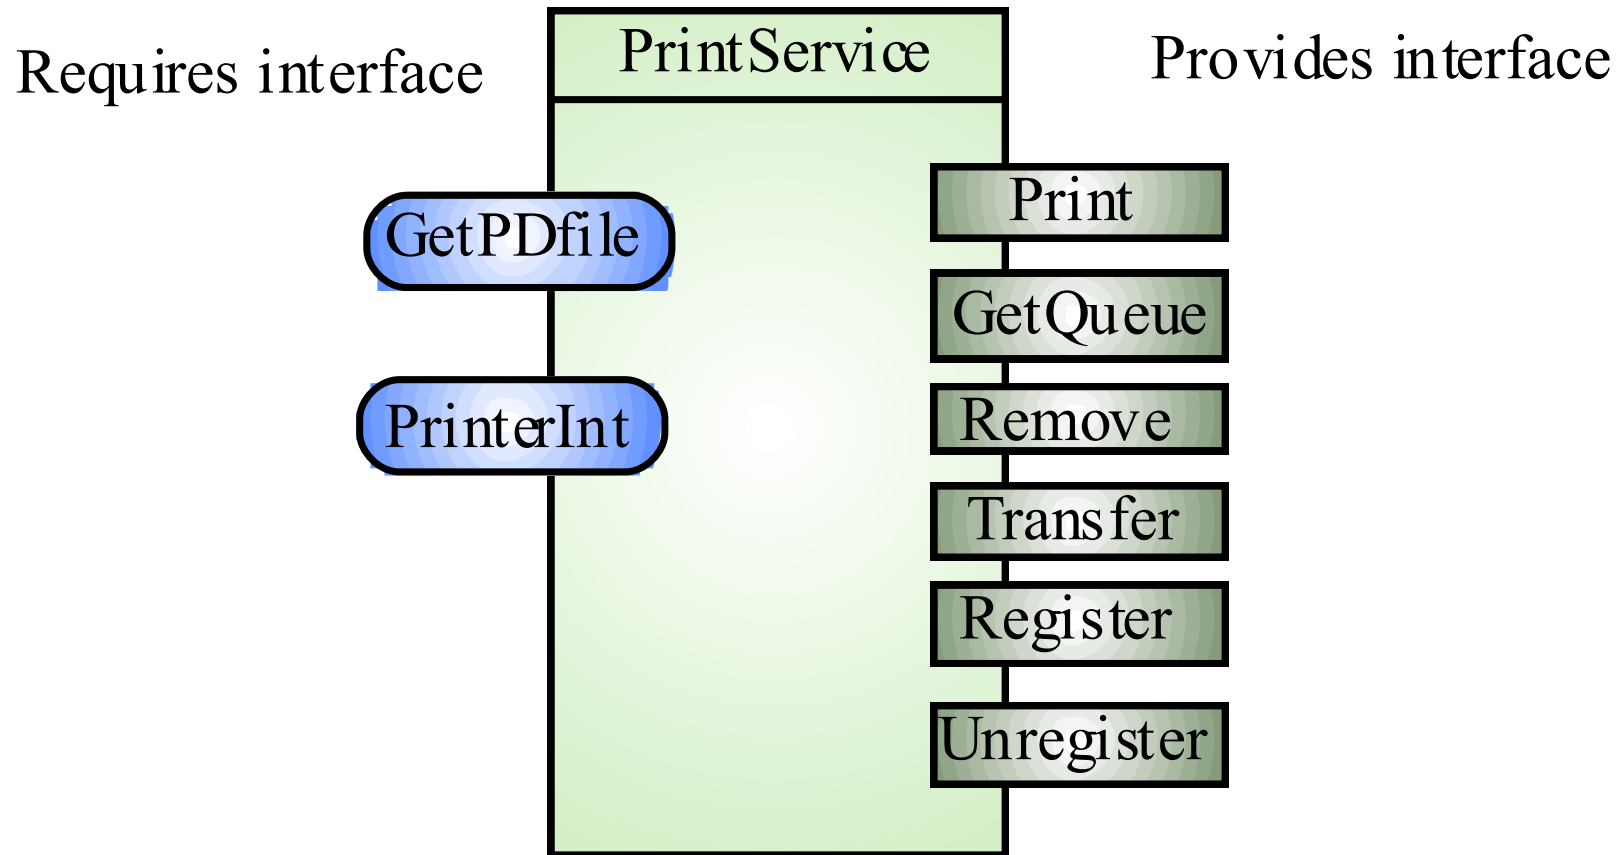 Requires interface
PrintService
Provides interface
GetPDfile
PrinterInt
Print
GetQueue
Remove
Transfer
Register
Unregister